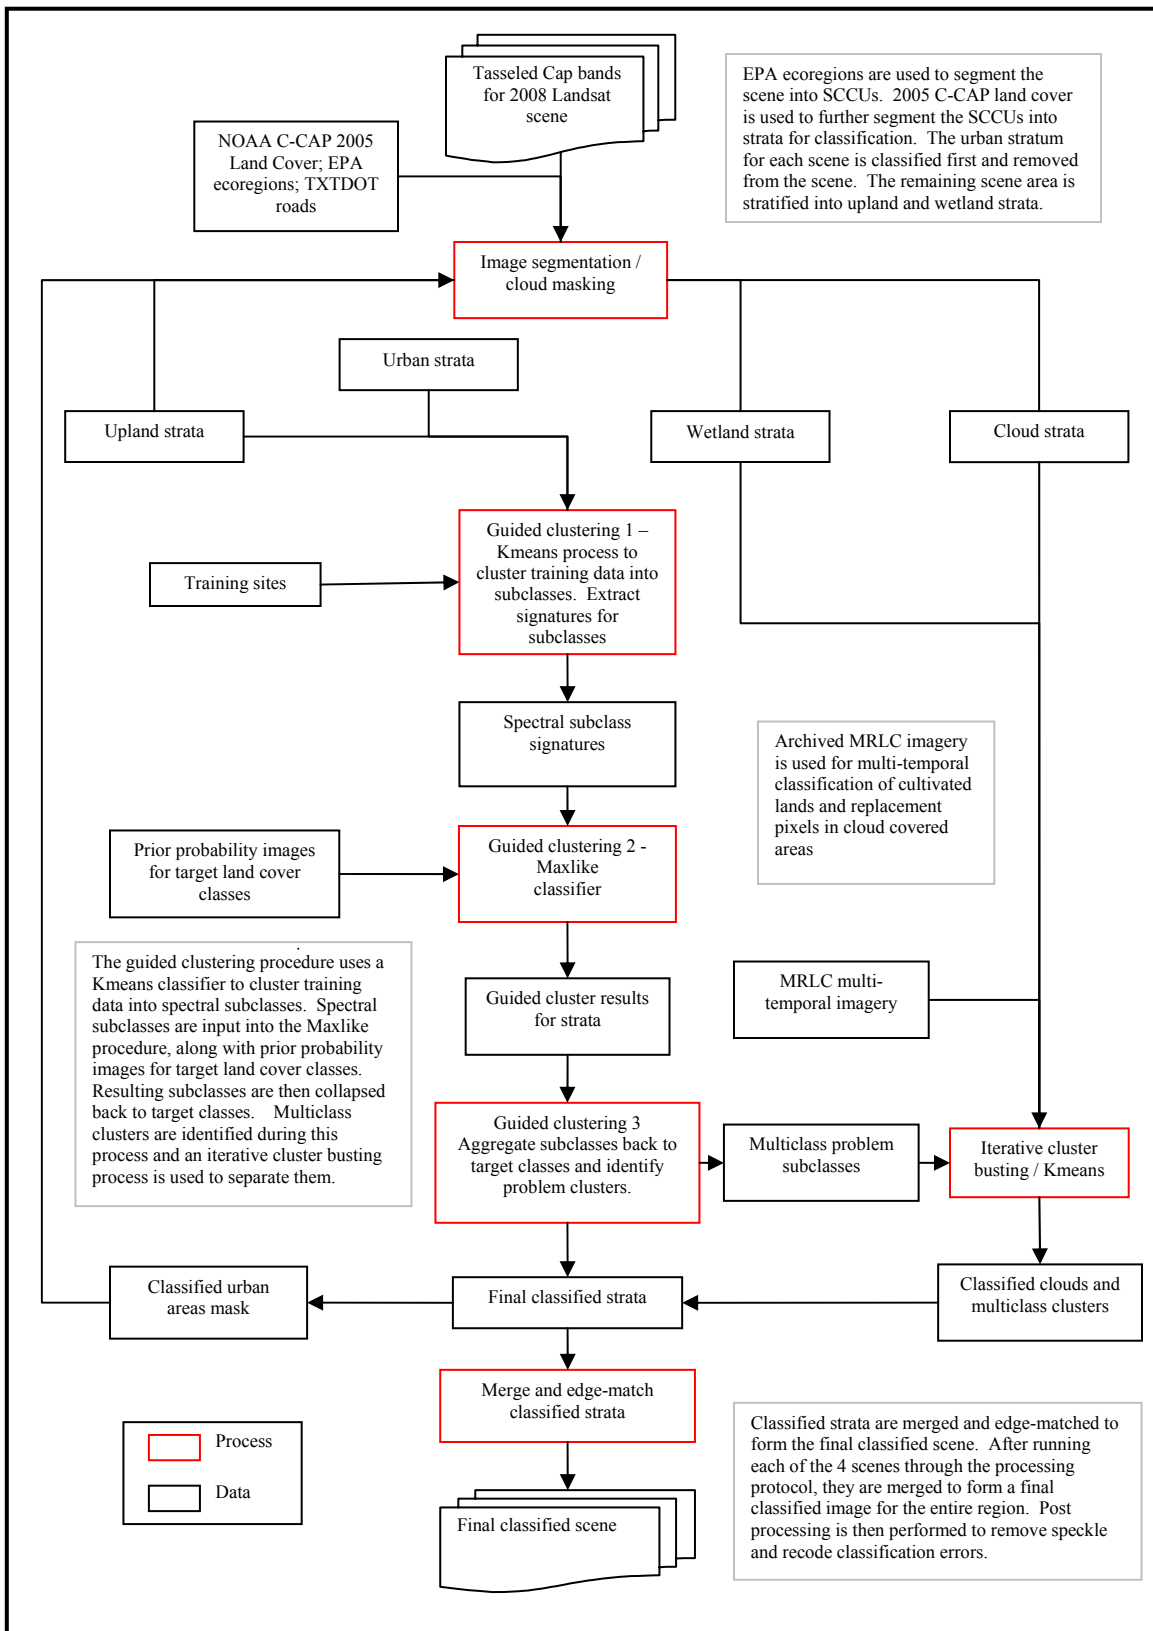 Tasseled Cap bands
for 2008 Landsat
scene
EPA ecoregions are used to segment the
scene into SCCUs.  2005 C-CAP land cover
is used to further segment the SCCUs into
strata for classification.  The urban stratum
for each scene is classified first and removed
from the scene.  The remaining scene area is
stratified into upland and wetland strata.
NOAA C-CAP 2005
Land Cover; EPA
ecoregions; TXTDOT
roads
Image segmentation /
cloud masking
Urban strata
Upland strata
Wetland strata
Cloud strata
Guided clustering 1 –
Kmeans process to
cluster training data into
subclasses.  Extract
signatures for
subclasses
Training sites
Spectral subclass
signatures
Archived MRLC imagery
is used for multi-temporal
classification of cultivated
lands and replacement
pixels in cloud covered
areas
Prior probability images
for target land cover
classes
Guided clustering 2 -
Maxlike
classifier
The guided clustering procedure uses a
Kmeans classifier to cluster training
data into spectral subclasses.  Spectral
subclasses are input into the Maxlike
procedure, along with prior probability
images for target land cover classes.
Resulting subclasses are then collapsed
back to target classes.    Multiclass
clusters are identified during this
process and an iterative cluster busting
process is used to separate them.
Guided cluster results
for strata
MRLC multi-
temporal imagery
Guided clustering 3
Aggregate subclasses back to
target classes and identify
problem clusters.
Multiclass problem
subclasses
Iterative cluster
busting / Kmeans
Classified urban
areas mask
Final classified strata
Classified clouds and
multiclass clusters
Merge and edge-match
classified strata
Process
Data
Classified strata are merged and edge-matched to
form the final classified scene.  After running
each of the 4 scenes through the processing
protocol, they are merged to form a final
classified image for the entire region.  Post
processing is then performed to remove speckle
and recode classification errors.
Final classified scene